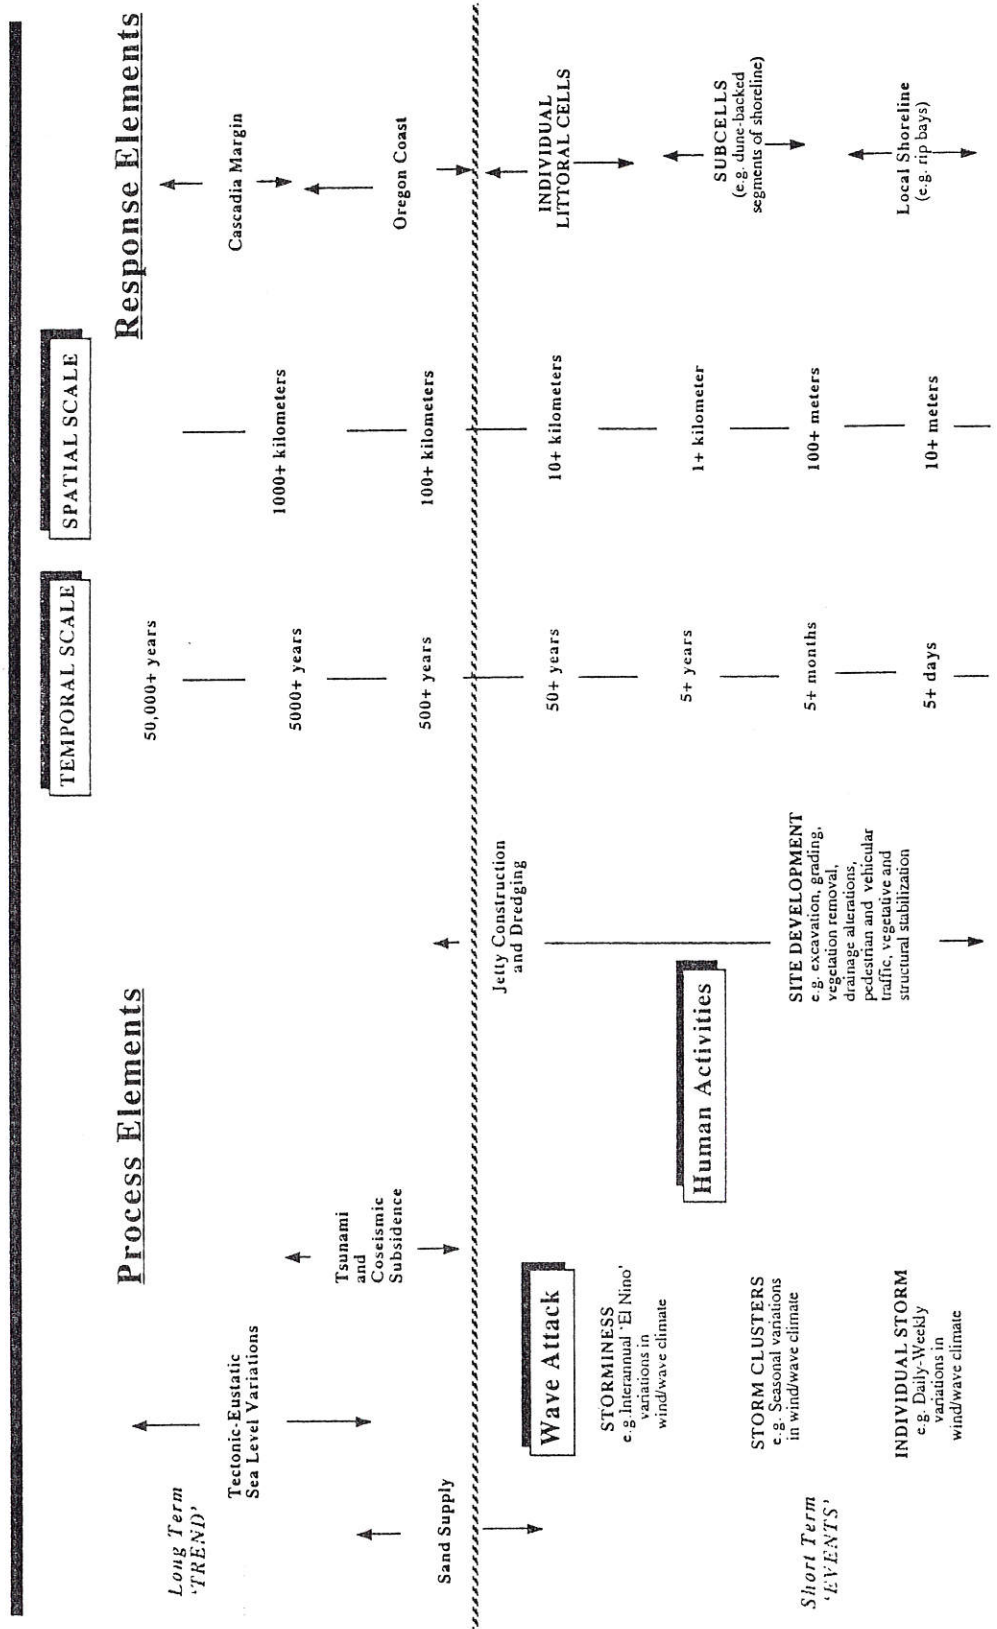 Process Elements
TEMPORAL SCALE
SPATIAL SCALE
Response Elements
Long Term
'TREND'
Tectonic-Eustatic
Sea Level Variations
Sand Supply
Tsunami
and
Coseismic
Subsidence
50,000+ years
5000+ years
500+ years
1000+ kilometers
100+ kilometers
Cascadia Margin
Oregon Coast
Short Term
'EVENTS'
Wave Attack
STORMINESS
e.g.Interannual 'El Nino'
variations in
wind/wave climate
STORM CLUSTERS
e.g. Seasonal variations
in wind/wave climate
INDIVIDUAL STORM
e.g. Daily-Weekly
variations in
wind/wave climate
Human Activities
Jetty Construction
and Dredging
SITE DEVELOPMENT
e.g. excavation, grading,
vegetation removal,
drainage alterations,
pedestrian and vehicular
traffic, vegetative and
structural stabilization
50+ years
5+ years
5+ months
5+ days
10+ kilometers
1+ kilometer
100+ meters
10+ meters
INDIVIDUAL
LITTORAL CELLS
SUBCELLS
(e.g. dune-backed
segments of shoreline)
Local Shoreline
(e.g. rip bays)